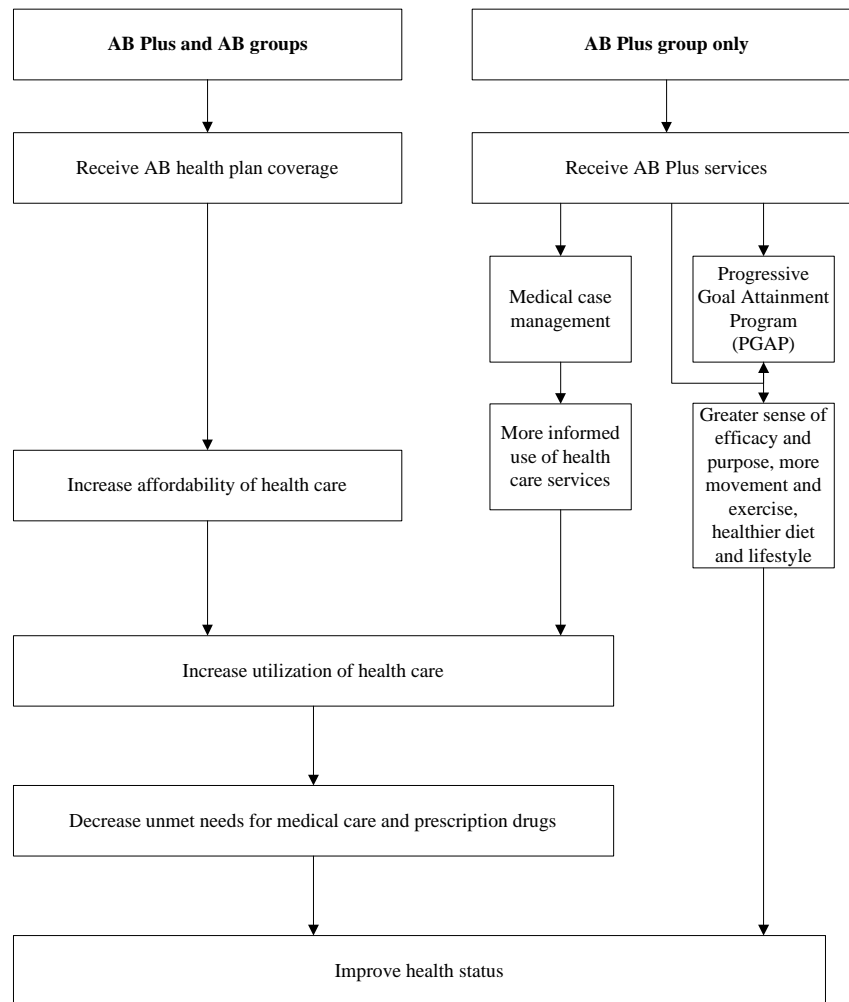 AB Plus and AB groups
AB Plus group only
Receive AB health plan coverage
Receive AB Plus services
Medical case
management
Progressive
Goal Attainment
Program
(PGAP)
More informed
use of health
care services
Greater sense of
efficacy and
purpose, more
movement and
exercise,
healthier diet
and lifestyle
Increase affordability of health care
Increase utilization of health care
Decrease unmet needs for medical care and prescription drugs
Improve health status